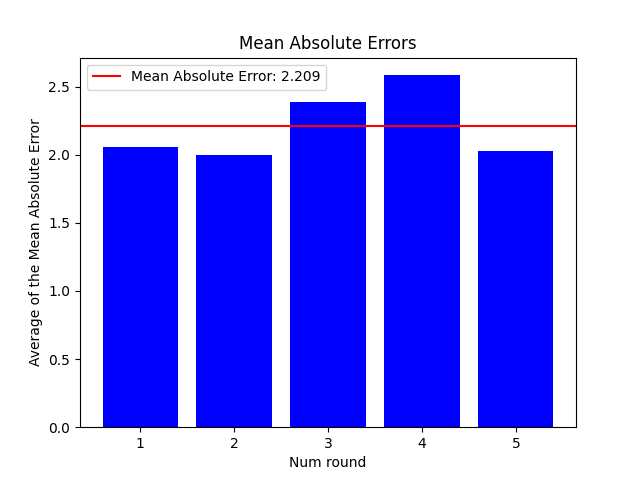 Mean Absolute Errors
Mean Absolute Error: 2.209
Average of the Mean Absolute Error
2.5
2.0
1.5
1.0
0.5
0.0
1 2 3 4 5
Num round